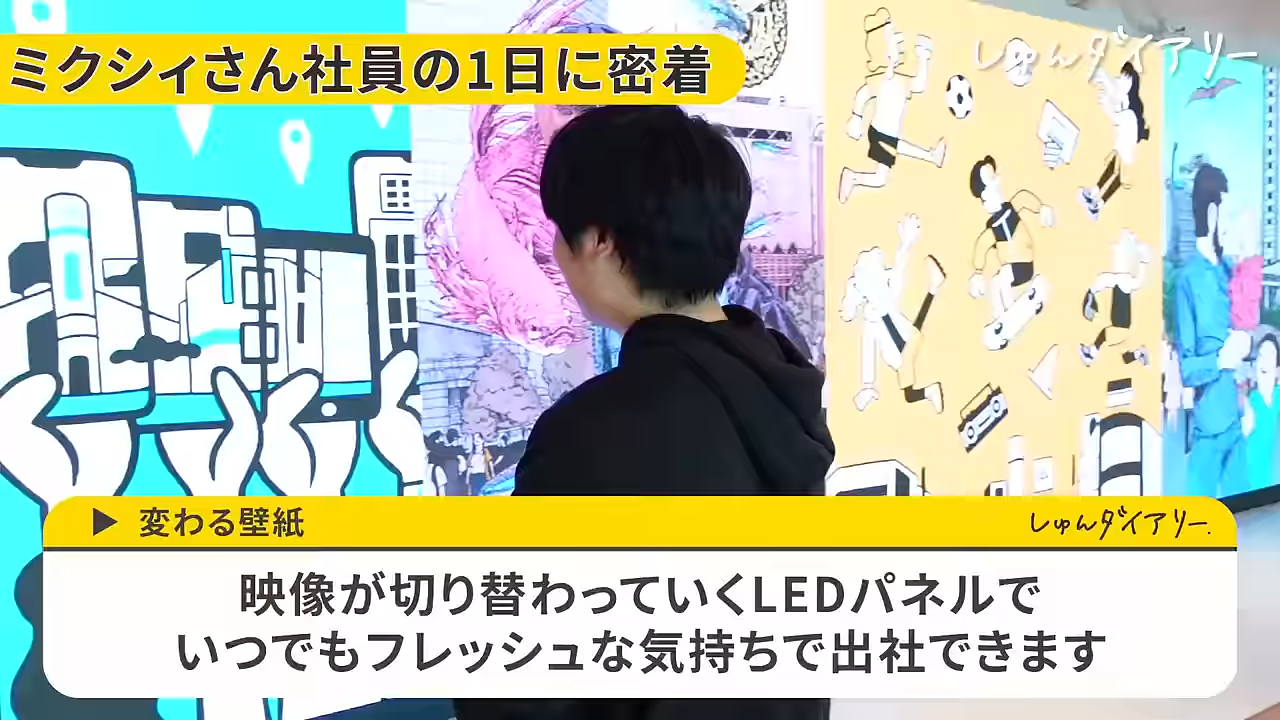 ミクシィさん社員の1日に密着
しゅんダイアリー
▶ 変わる壁紙
しゅんダイアリー.
映像が切り替わっていくLEDパネルで
いつでもフレッシュな気持ちで出社できます